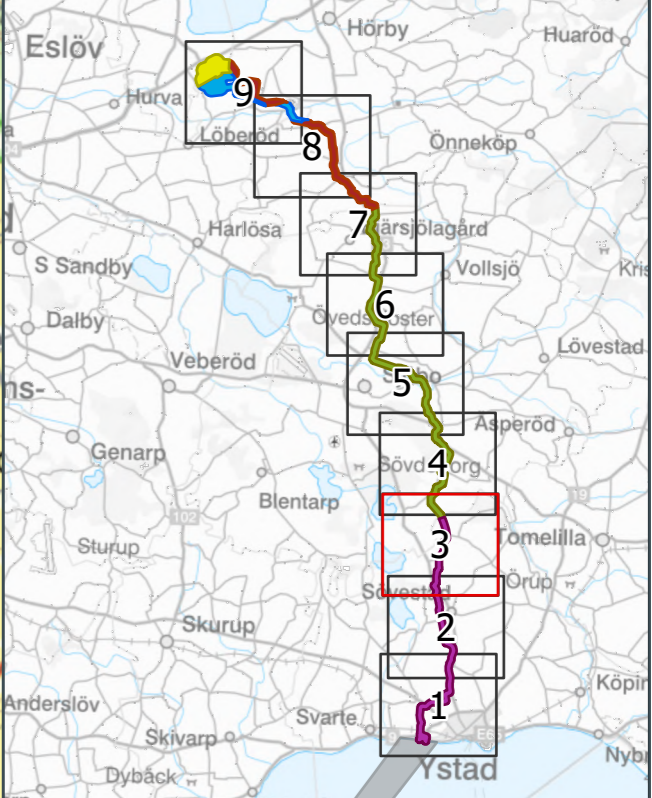 Hörby
Huaröd
Eslöv
9
Hurva
Löberöd
8
Önneköp
7
ärsjölagård
Harlösa
Vollsjö
S Sandby
Kris
6
Dalby
Lövestad
Veberöd
5
ns-
Asperöd
Genarp
4
Blentarp
19
102
3
Tomelilla
Sturup
Örup
Sövestad
2
Skurup
Köpin
1
Anderslöv
Svarte
Skivarp
E65
Nybr
Ystad
Dybäck